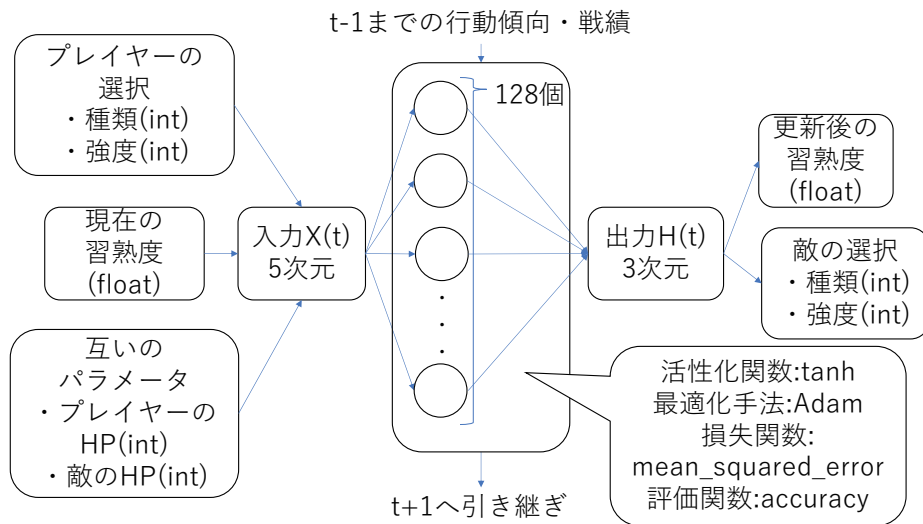 t-1までの行動傾向・戦績
プレイヤーの
選択
・種類(int)
・強度(int)
現在の
習熟度
(float)
互いの
パラメータ
・プレイヤーの
HP(int)
・敵のHP(int)
入力X(t)
5次元
128個
・
・
・
出力H(t)
3次元
更新後の
習熟度
(float)
敵の選択
・種類(int)
・強度(int)
活性化関数:tanh
最適化手法:Adam
損失関数:
mean_squared_error
評価関数:accuracy
t+1へ引き継ぎ